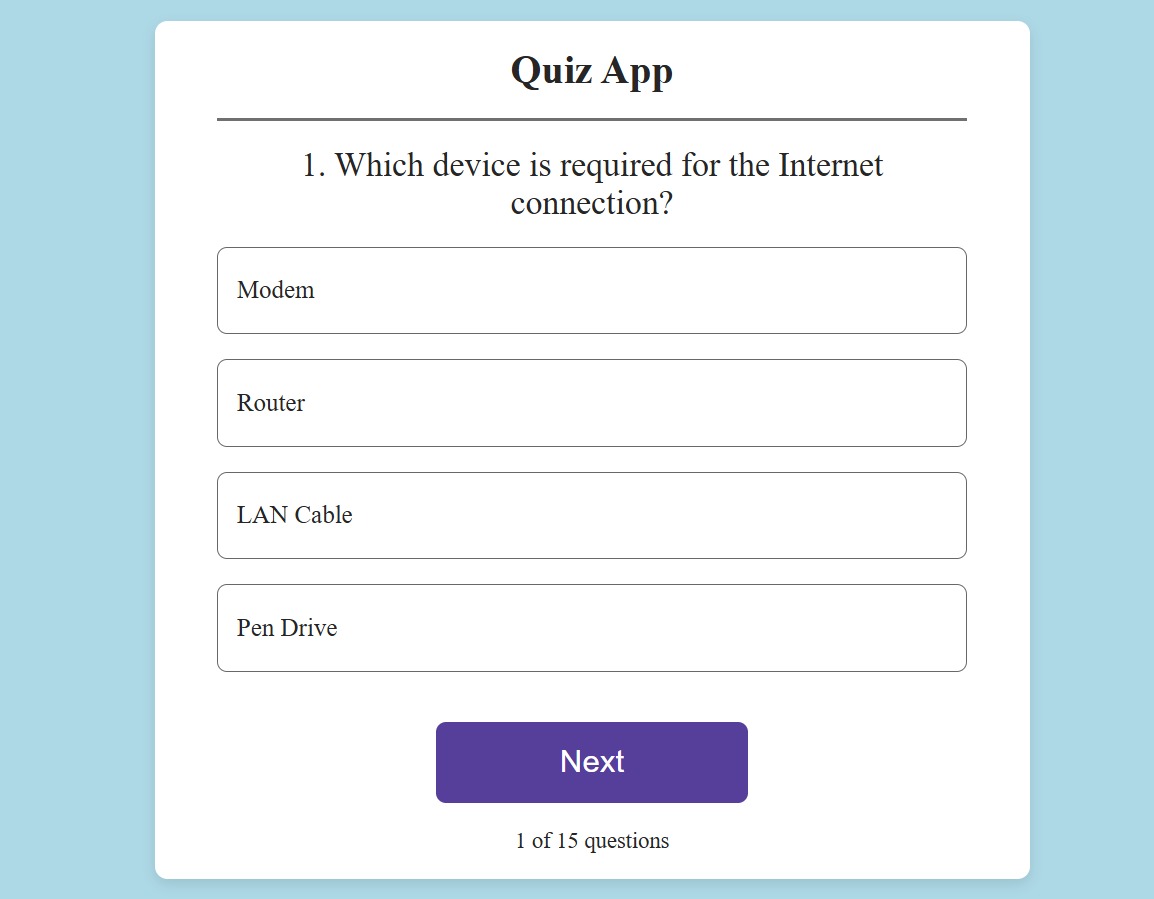 Quiz App
1. Which device is required for the Internet
connection?
Modem
Router
LAN Cable
Pen Drive
Next
1 of 15 questions